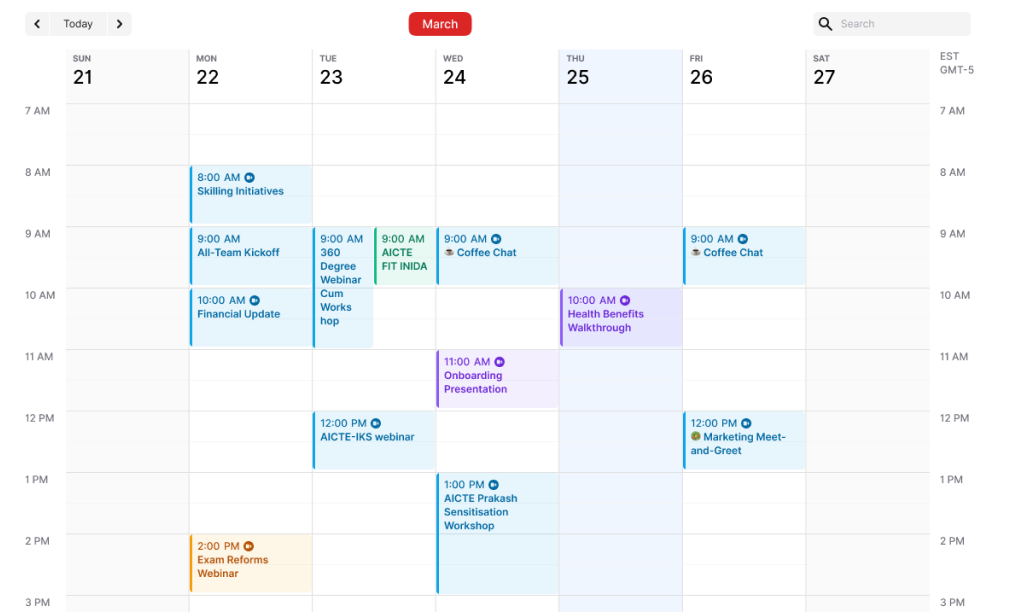 Today
March
Search
SUN
21
MON
22
TUE
23
WED
24
THU
25
FRI
26
SAT
27
EST
GMT-5
7 AM
7 AM
8 AM
8:00 AM
Skilling Initiatives
8 AM
9 AM
9:00 AM
All-Team Kickoff
9:00 AM
360
Degree
Webinar
Cum
Works
hop
9:00 AM
AICTE
FIT INIDA
9:00 AM
☕ Coffee Chat
9:00 AM
☕ Coffee Chat
9 AM
10 AM
10:00 AM
Financial Update
10:00 AM
Health Benefits
Walkthrough
10 AM
11 AM
11:00 AM
Onboarding
Presentation
11 AM
12 PM
12:00 PM
AICTE-IKS webinar
12:00 PM
Marketing Meet-
and-Greet
12 PM
1 PM
1:00 PM
AICTE Prakash
Sensitisation
Workshop
1 PM
2 PM
2:00 PM
Exam Reforms
Webinar
2 PM
3 PM
3 PM